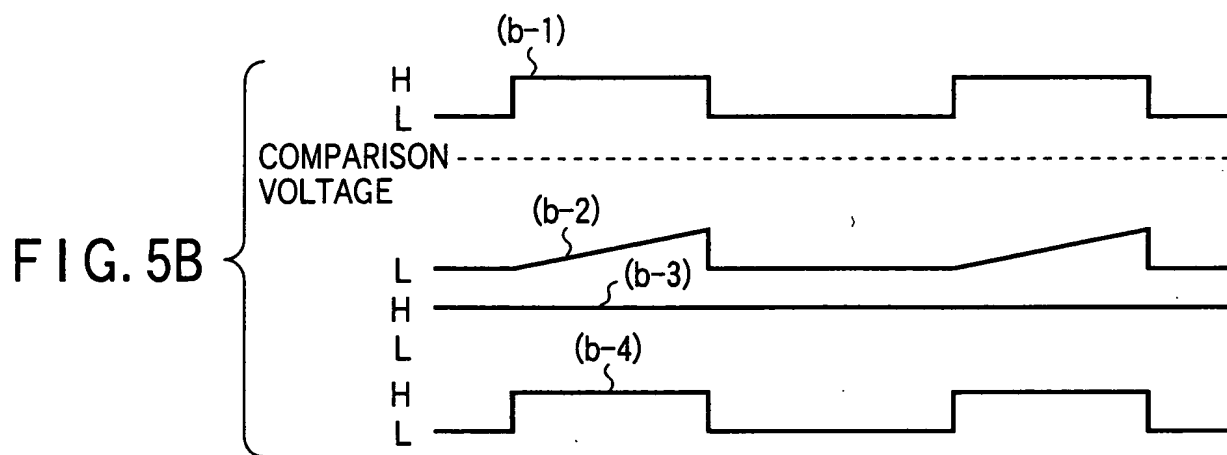 (b-1)
H
L
COMPARISON
VOLTAGE
(b-2)
FIG. 5B
L
(b-3)
H
L
(b-4)
H
L